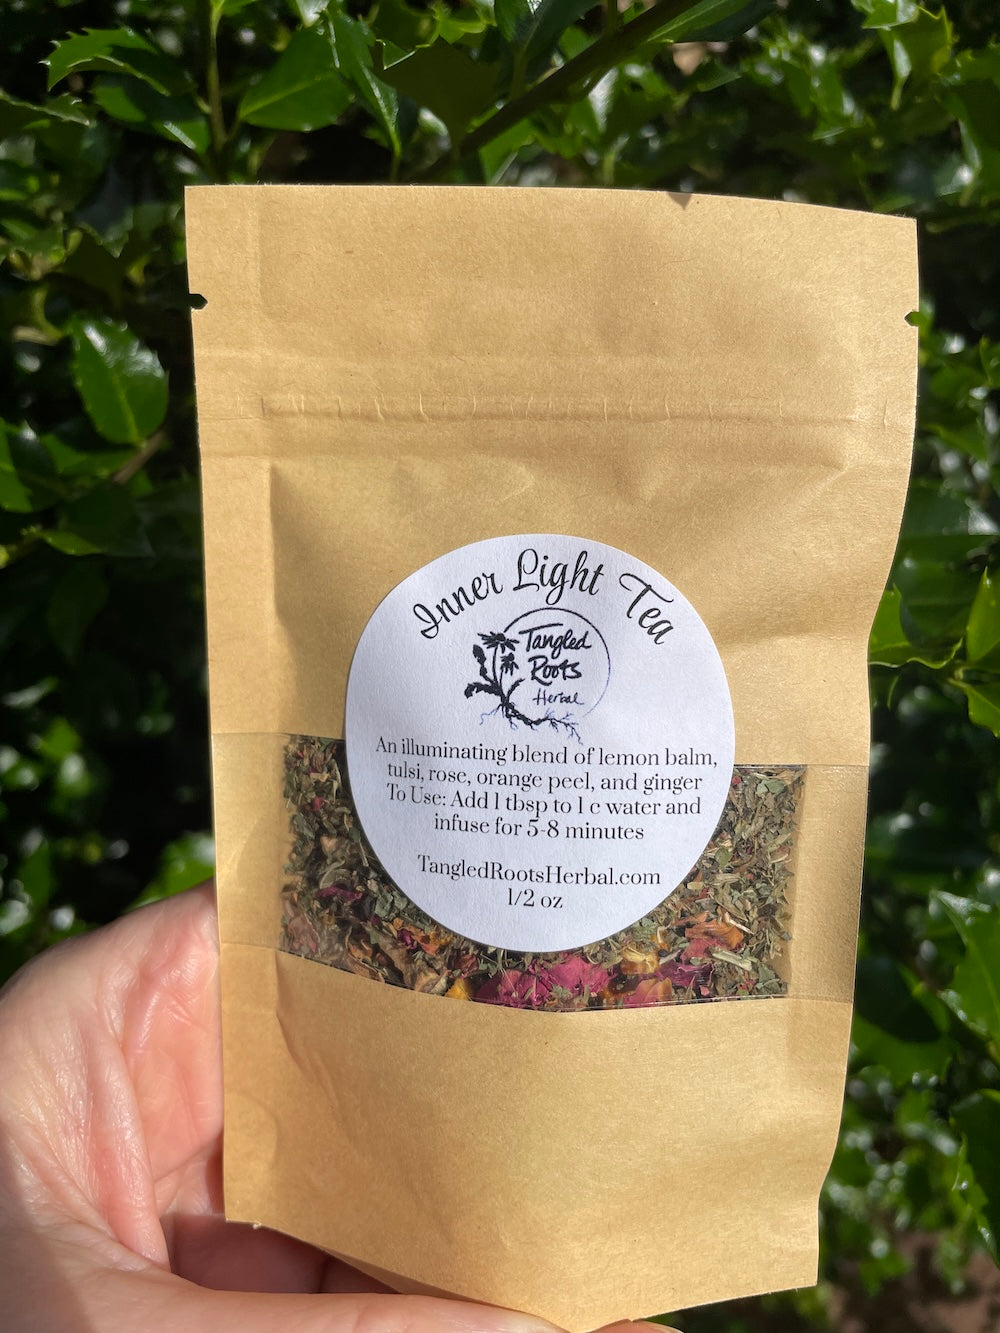 Inner Light Tea
Tangled
Roots
Herbal
An illuminating blend of lemon balm,
tulsi, rose, orange peel, and ginger
To Use: Add 1 tbsp to 1 c water and
infuse for 5-8 minutes
TangledRootsHerbal.com
1/2 oz